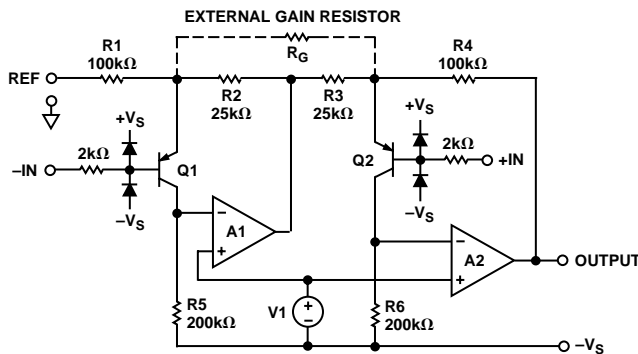 EXTERNAL GAIN RESISTOR
R1
100kΩ
RG
R4
100kΩ
REF
R2
25kΩ
R3
25kΩ
+VS
+VS
2kΩ
Q1
Q2
2kΩ
–IN
+IN
–VS
–VS
–
A1
+
–
A2
+
OUTPUT
R5
200kΩ
V1
+
–
R6
200kΩ
–VS